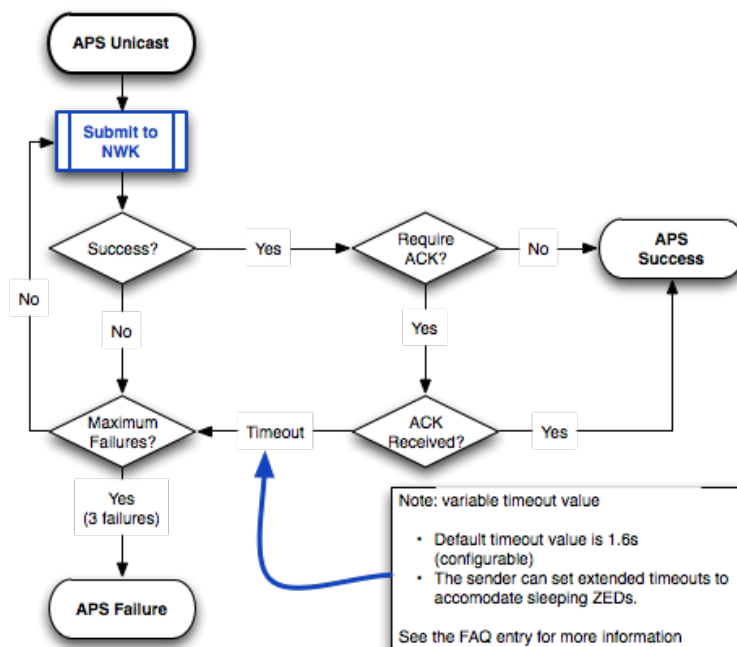 APS Unicast
Submit to
NWK
Success?
Yes
Require
ACK?
No
APS
Success
No
No
Yes
Maximum
Failures?
Timeout
ACK
Received?
Yes
Yes
(3 failures)
APS Failure
Note: variable timeout value
• Default timeout value is 1.6s
(configurable)
• The sender can set extended timeouts to
accomodate sleeping ZEDs.
See the FAQ entry for more information